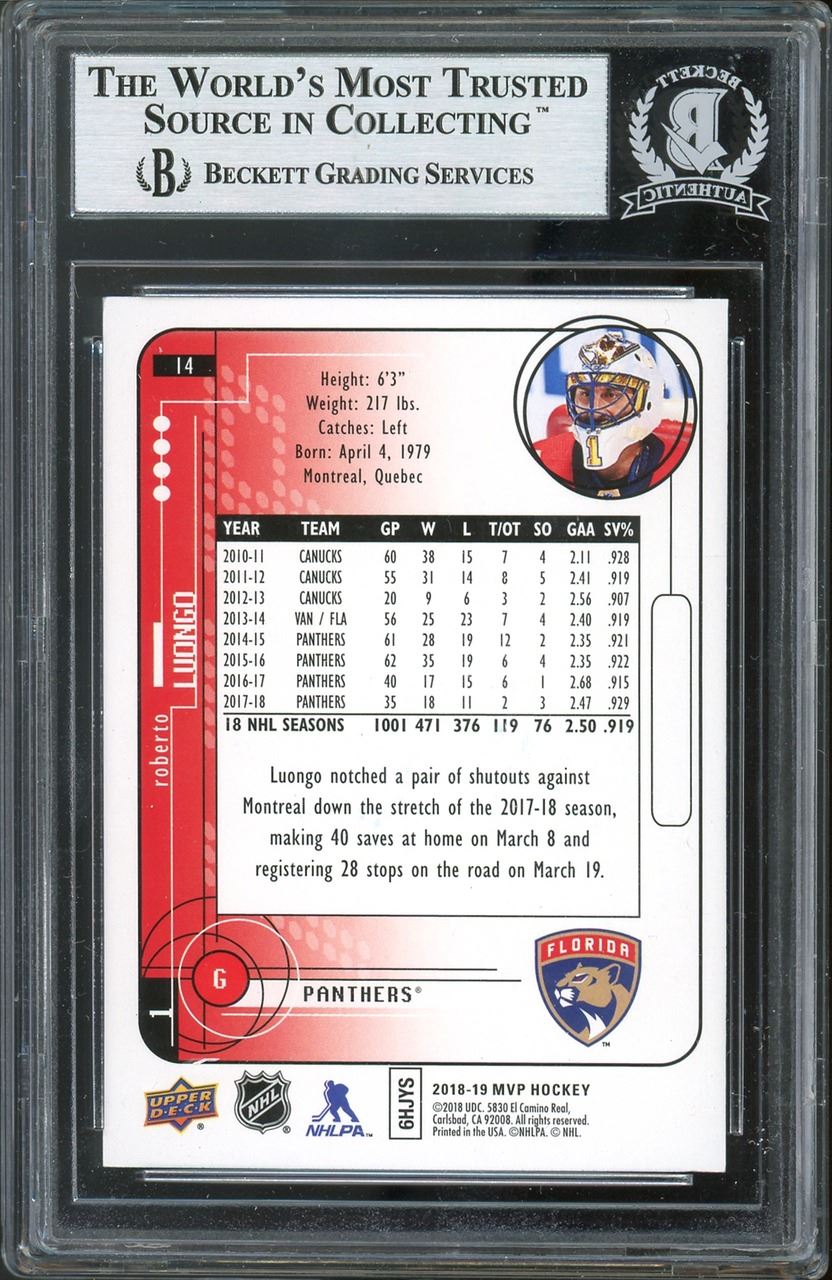 THE WORLD'S MOST TRUSTED
SOURCE IN COLLECTING™
B BECKETT GRADING SERVICES
BECKETT
B
AUTHENTIC
14
Height: 6'3"
Weight: 217 lbs.
Catches: Left
Born: April 4, 1979
Montreal, Quebec
1
YEAR TEAM GP W L T/OT SO GAA SV%
2010-11 CANUCKS 60 38 15 7 4 2.11 .928
2011-12 CANUCKS 55 31 14 8 5 2.41 .919
2012-13 CANUCKS 20 9 6 3 2 2.56 .907
2013-14 VAN / FLA 56 25 23 7 4 2.40 .919
2014-15 PANTHERS 61 28 19 12 2 2.35 .921
2015-16 PANTHERS 62 35 19 6 4 2.35 .922
2016-17 PANTHERS 40 17 15 6 1 2.68 .915
2017-18 PANTHERS 35 18 11 2 3 2.47 .929
18 NHL SEASONS 1001 471 376 119 76 2.50 .919
roberto
LUONGO
Luongo notched a pair of shutouts against
Montreal down the stretch of the 2017-18 season,
making 40 saves at home on March 8 and
registering 28 stops on the road on March 19.
1
G
PANTHERS®
FLORIDA
™
UPPER
D·E·C·K
®
NHL
®
NHLPA™
6HJYS
2018-19 MVP HOCKEY
©2018 UDC. 5830 El Camino Real,
Carlsbad, CA 92008. All rights reserved.
Printed in the USA. ©NHLPA. © NHL.